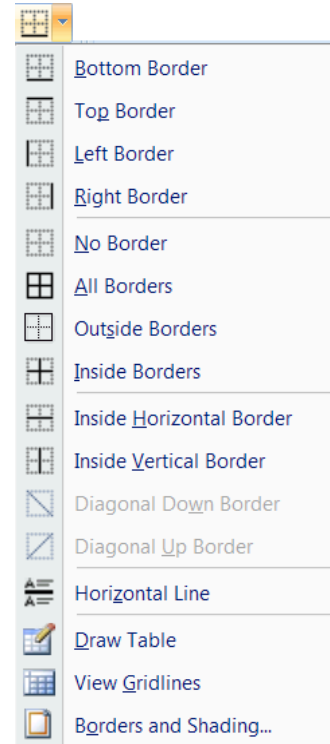 Bottom Border
Top Border
Left Border
Right Border
No Border
All Borders
Outside Borders
Inside Borders
Inside Horizontal Border
Inside Vertical Border
Diagonal Down Border
Diagonal Up Border
Horizontal Line
Draw Table
View Gridlines
Borders and Shading...